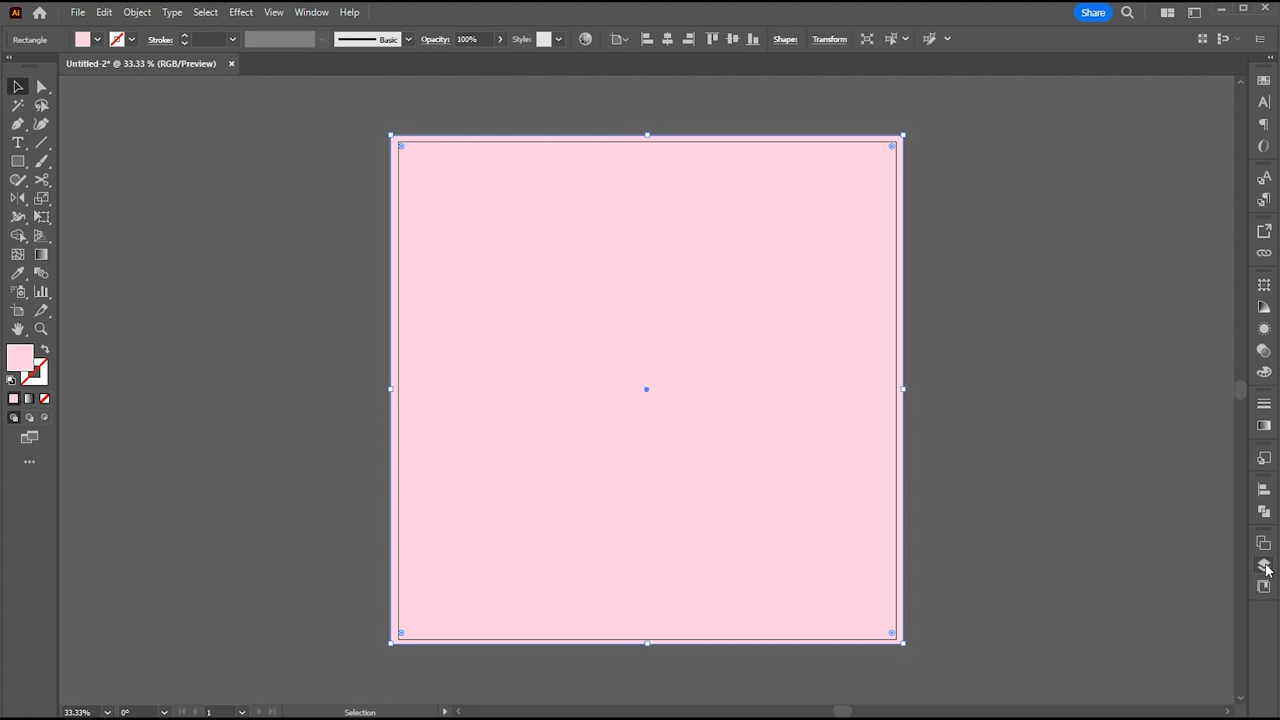 Ai File Edit Object Type Select Effect View Window Help Share
Rectangle Stroke: Basic Opacity: 100% Style: Shape: Transform
Untitled-2* @ 33.33 % (RGB/Preview) ×
33.33% 0° 1 Selection